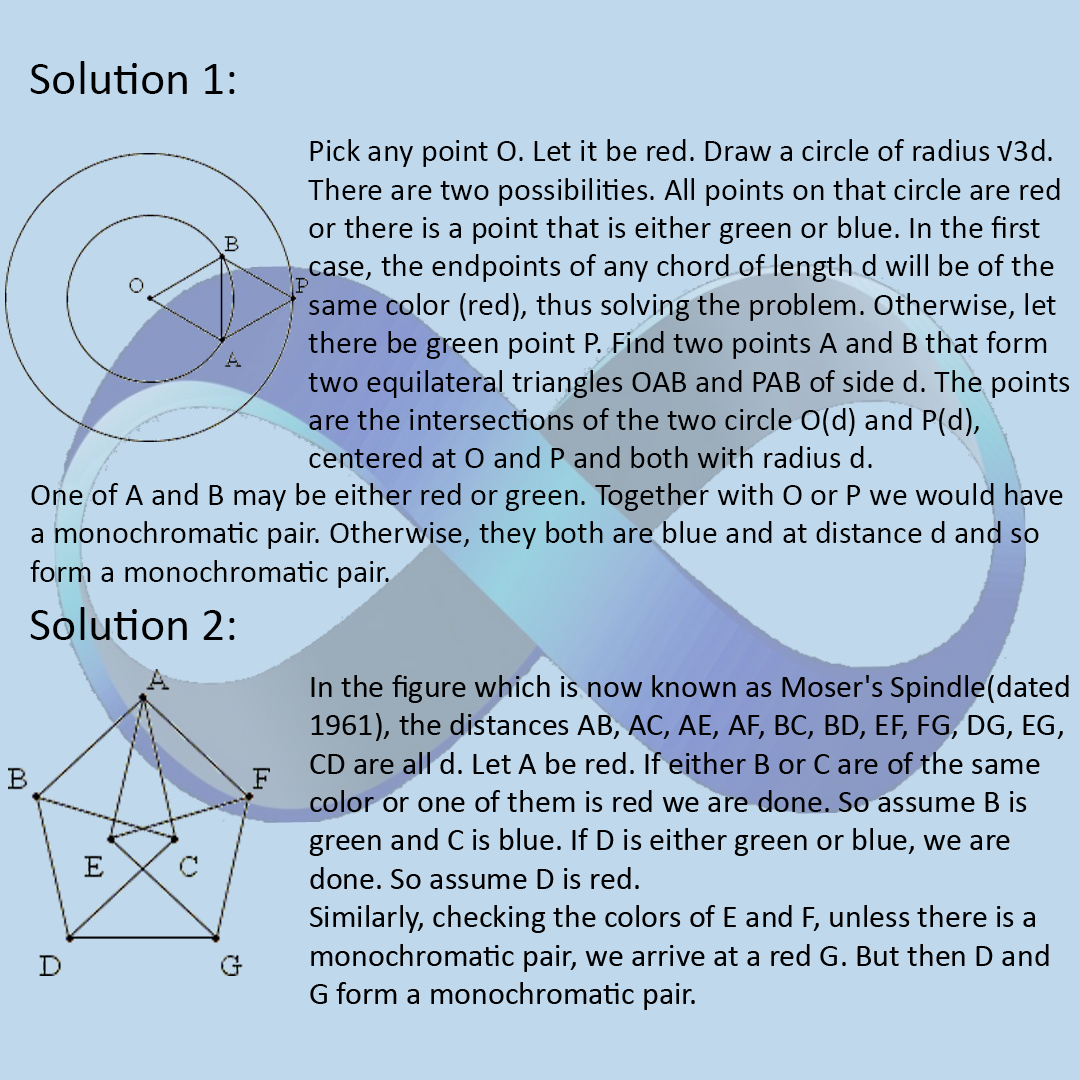 Solution 1:
Pick any point O. Let it be red. Draw a circle of radius √3d.
There are two possibilities. All points on that circle are red
or there is a point that is either green or blue. In the first
case, the endpoints of any chord of length d will be of the
same color (red), thus solving the problem. Otherwise, let
there be green point P. Find two points A and B that form
two equilateral triangles OAB and PAB of side d. The points
are the intersections of the two circle O(d) and P(d),
centered at O and P and both with radius d.
B
O
P
A
One of A and B may be either red or green. Together with O or P we would have
a monochromatic pair. Otherwise, they both are blue and at distance d and so
form a monochromatic pair.
Solution 2:
A
B
F
E
C
D
G
In the figure which is now known as Moser's Spindle(dated
1961), the distances AB, AC, AE, AF, BC, BD, EF, FG, DG, EG,
CD are all d. Let A be red. If either B or C are of the same
color or one of them is red we are done. So assume B is
green and C is blue. If D is either green or blue, we are
done. So assume D is red.
Similarly, checking the colors of E and F, unless there is a
monochromatic pair, we arrive at a red G. But then D and
G form a monochromatic pair.